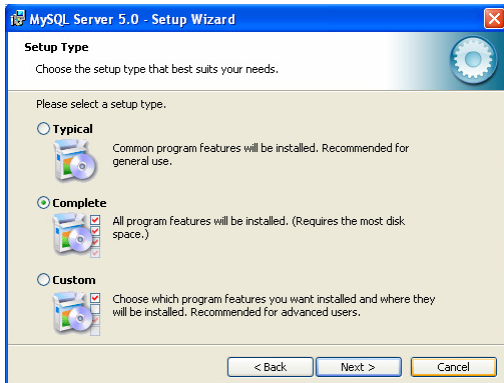 MySQL Server 5.0 - Setup Wizard
Setup Type
Choose the setup type that best suits your needs.
Please select a setup type.
Typical
Common program features will be installed. Recommended for
general use.
Complete
All program features will be installed. (Requires the most disk
space.)
Custom
Choose which program features you want installed and where they
will be installed. Recommended for advanced users.
< Back
Next >
Cancel